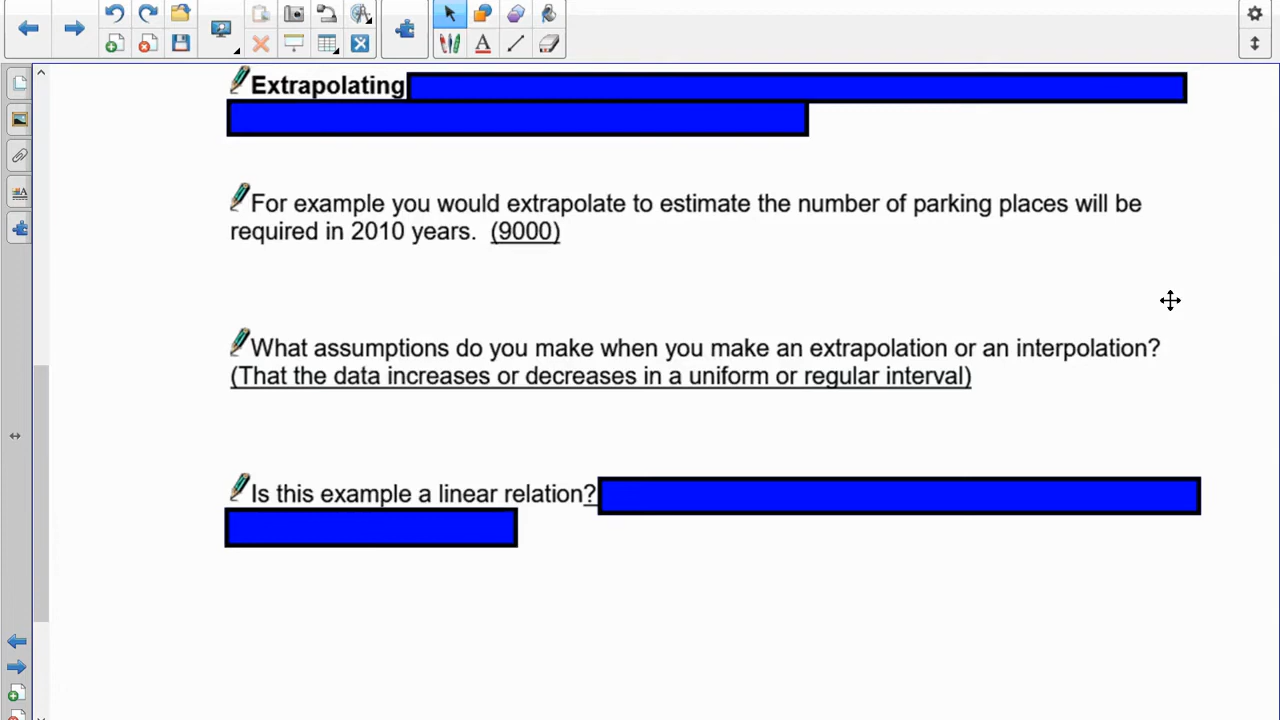 Extrapolating
For example you would extrapolate to estimate the number of parking places will be
required in 2010 years. (9000)
What assumptions do you make when you make an extrapolation or an interpolation?
(That the data increases or decreases in a uniform or regular interval)
Is this example a linear relation?